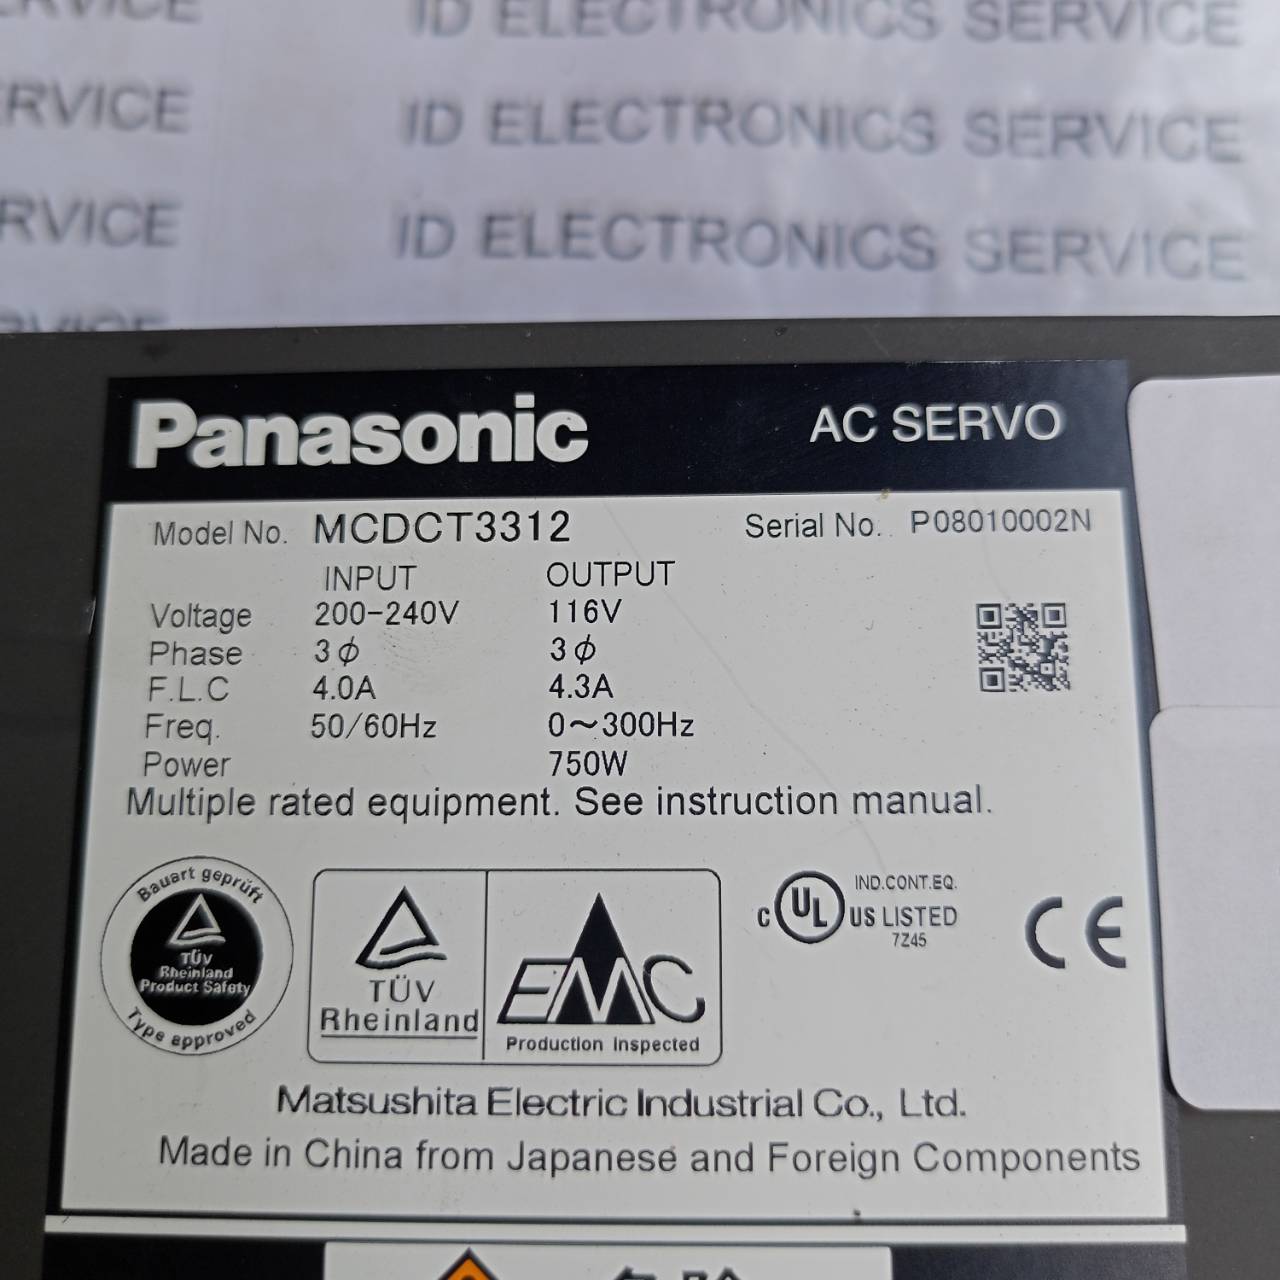 RVICE ID ELECTRONICS SERVICE
ERVICE ID ELECTRONICS SERVICE
RVICE ID ELECTRONICS SERVICE
RVICE
Panasonic AC SERVO
Model No. MCDCT3312 Serial No. P08010002N
INPUT OUTPUT
Voltage 200-240V 116V
Phase 3ϕ 3ϕ
F.L.C 4.0A 4.3A
Freq. 50/60Hz 0~300Hz
Power 750W
Multiple rated equipment. See instruction manual.
Bauart geprüft
TÜV
Rheinland
Product Safety
Type approved
TÜV
Rheinland
EMC
Production Inspected
c UL US LISTED
IND.CONT.EQ.
7Z45
CE
Matsushita Electric Industrial Co., Ltd.
Made in China from Japanese and Foreign Components